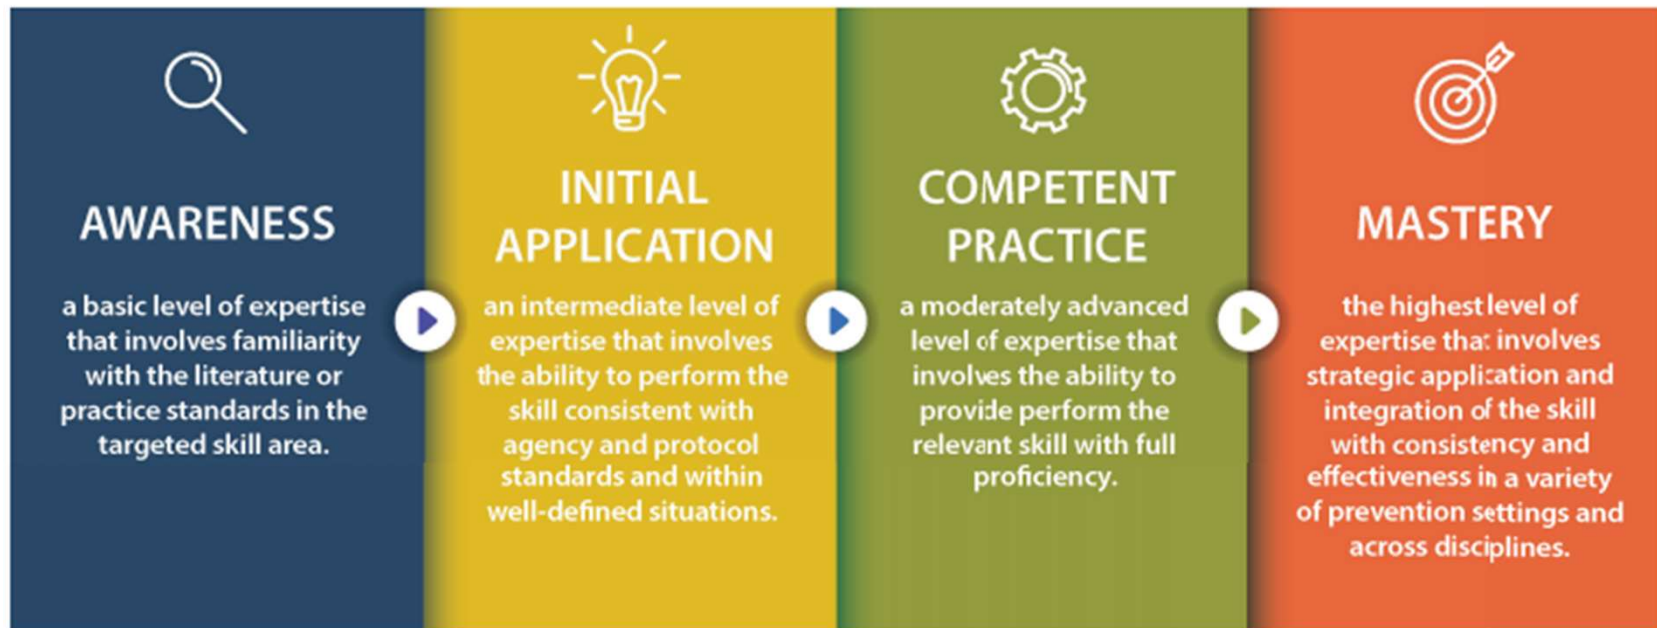 AWARENESS
a basic level of expertise
that involves familiarity
with the literature or
practice standards in the
targeted skill area.
INITIAL
APPLICATION
an intermediate level of
expertise that involves
the ability to perform the
skill consistent with
agency and protocol
standards and within
well-defined situations.
COMPETENT
PRACTICE
a moderately advanced
level of expertise that
involves the ability to
provide perform the
relevant skill with full
proficiency.
MASTERY
the highest level of
expertise that involves
strategic application and
integration of the skill
with consistency and
effectiveness in a variety
of prevention settings and
across disciplines.